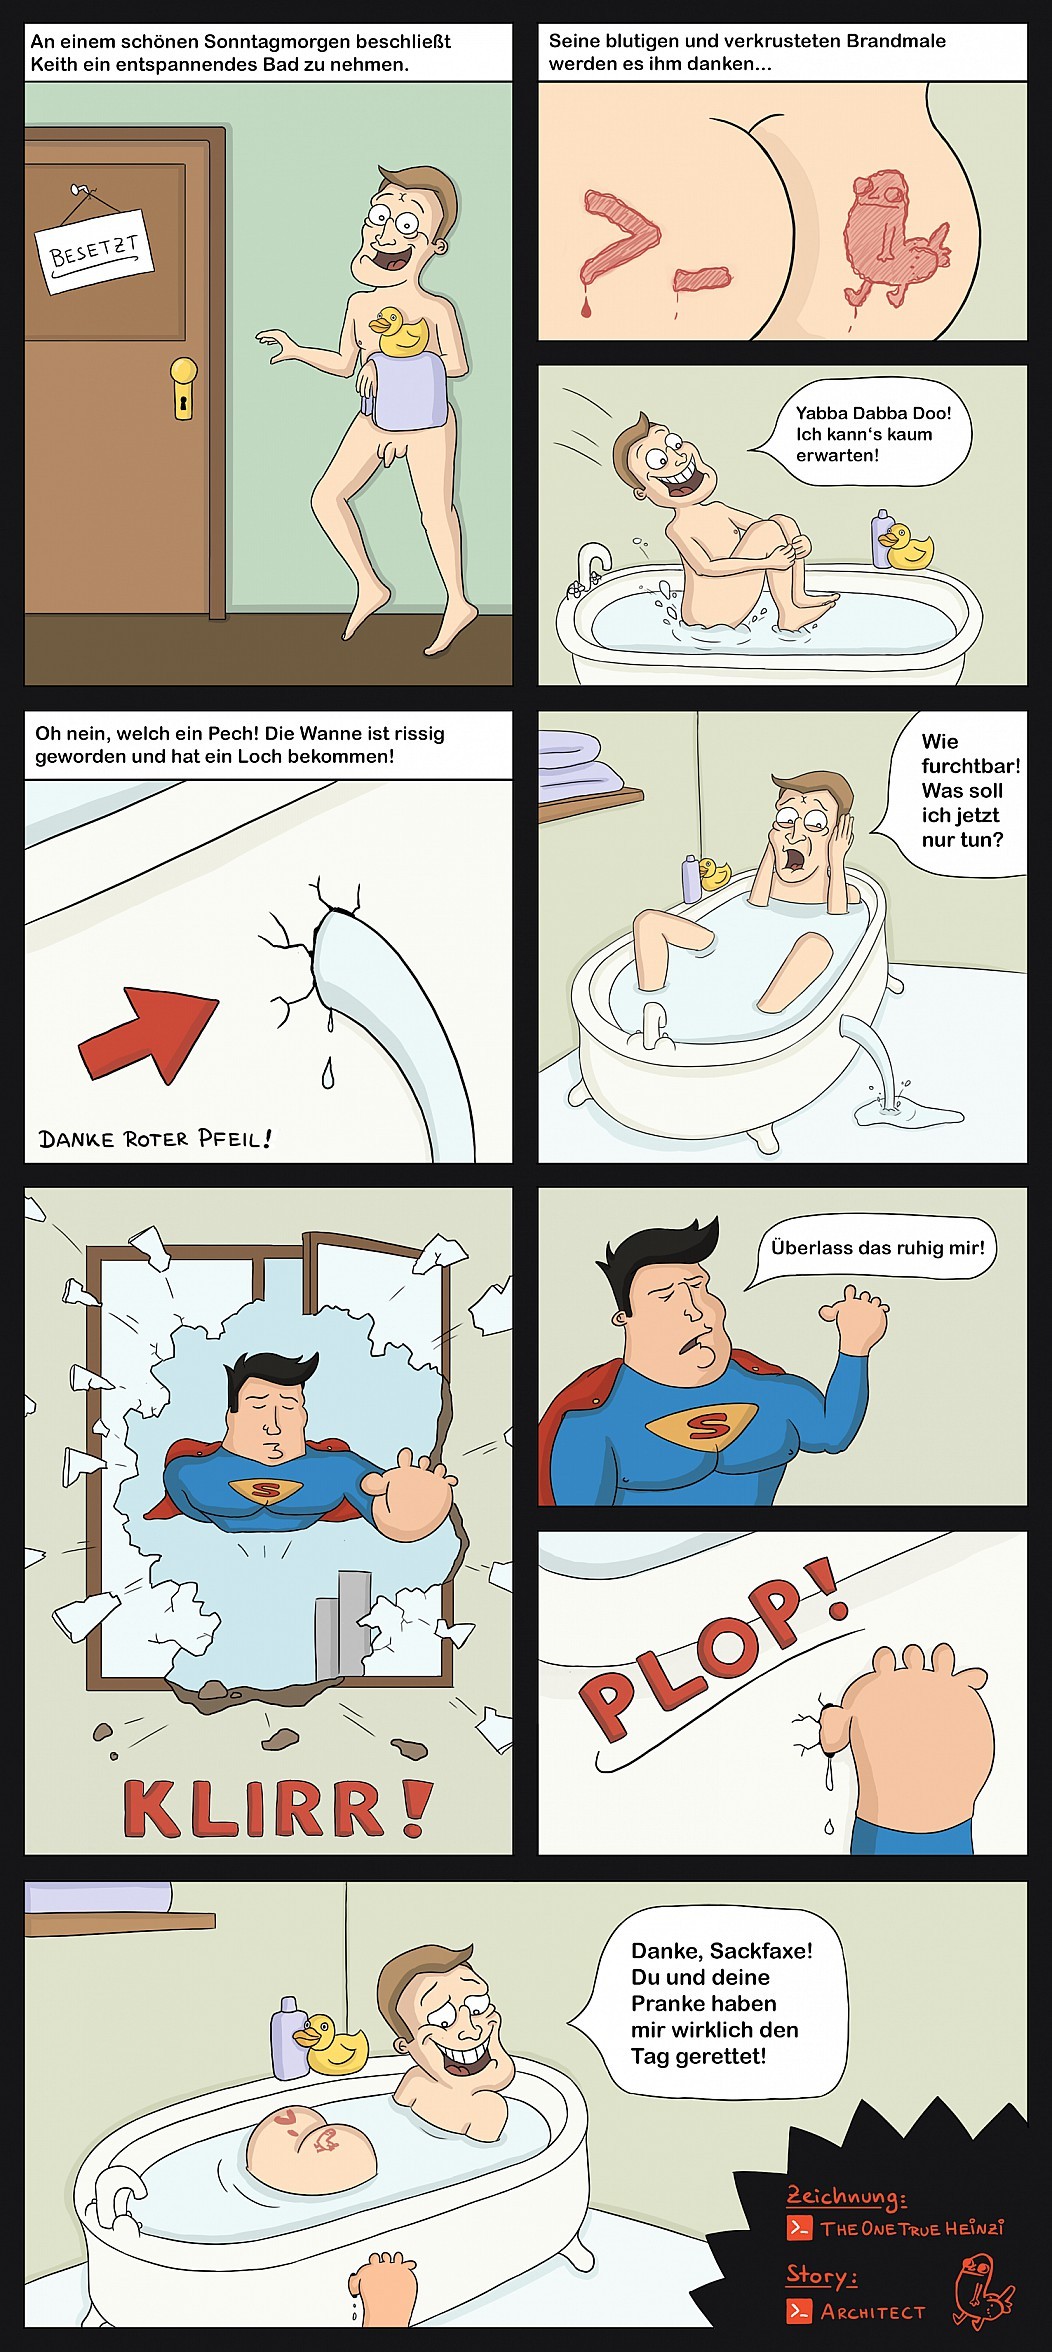 An einem schönen Sonntagmorgen beschließt
Keith ein entspannendes Bad zu nehmen.
BESETZT
Seine blutigen und verkrusteten Brandmale
werden es ihm danken...
>_
Yabba Dabba Doo!
Ich kann's kaum
erwarten!
Oh nein, welch ein Pech! Die Wanne ist rissig
geworden und hat ein Loch bekommen!
DANKE ROTER PFEIL!
Wie
furchtbar!
Was soll
ich jetzt
nur tun?
S
KLIRR!
Überlass das ruhig mir!
S
PLOP!
Danke, Sackfaxe!
Du und deine
Pranke haben
mir wirklich den
Tag gerettet!
Zeichnung:
>_ THEONETRUEHEINZI
Story:
>_ ARCHITECT